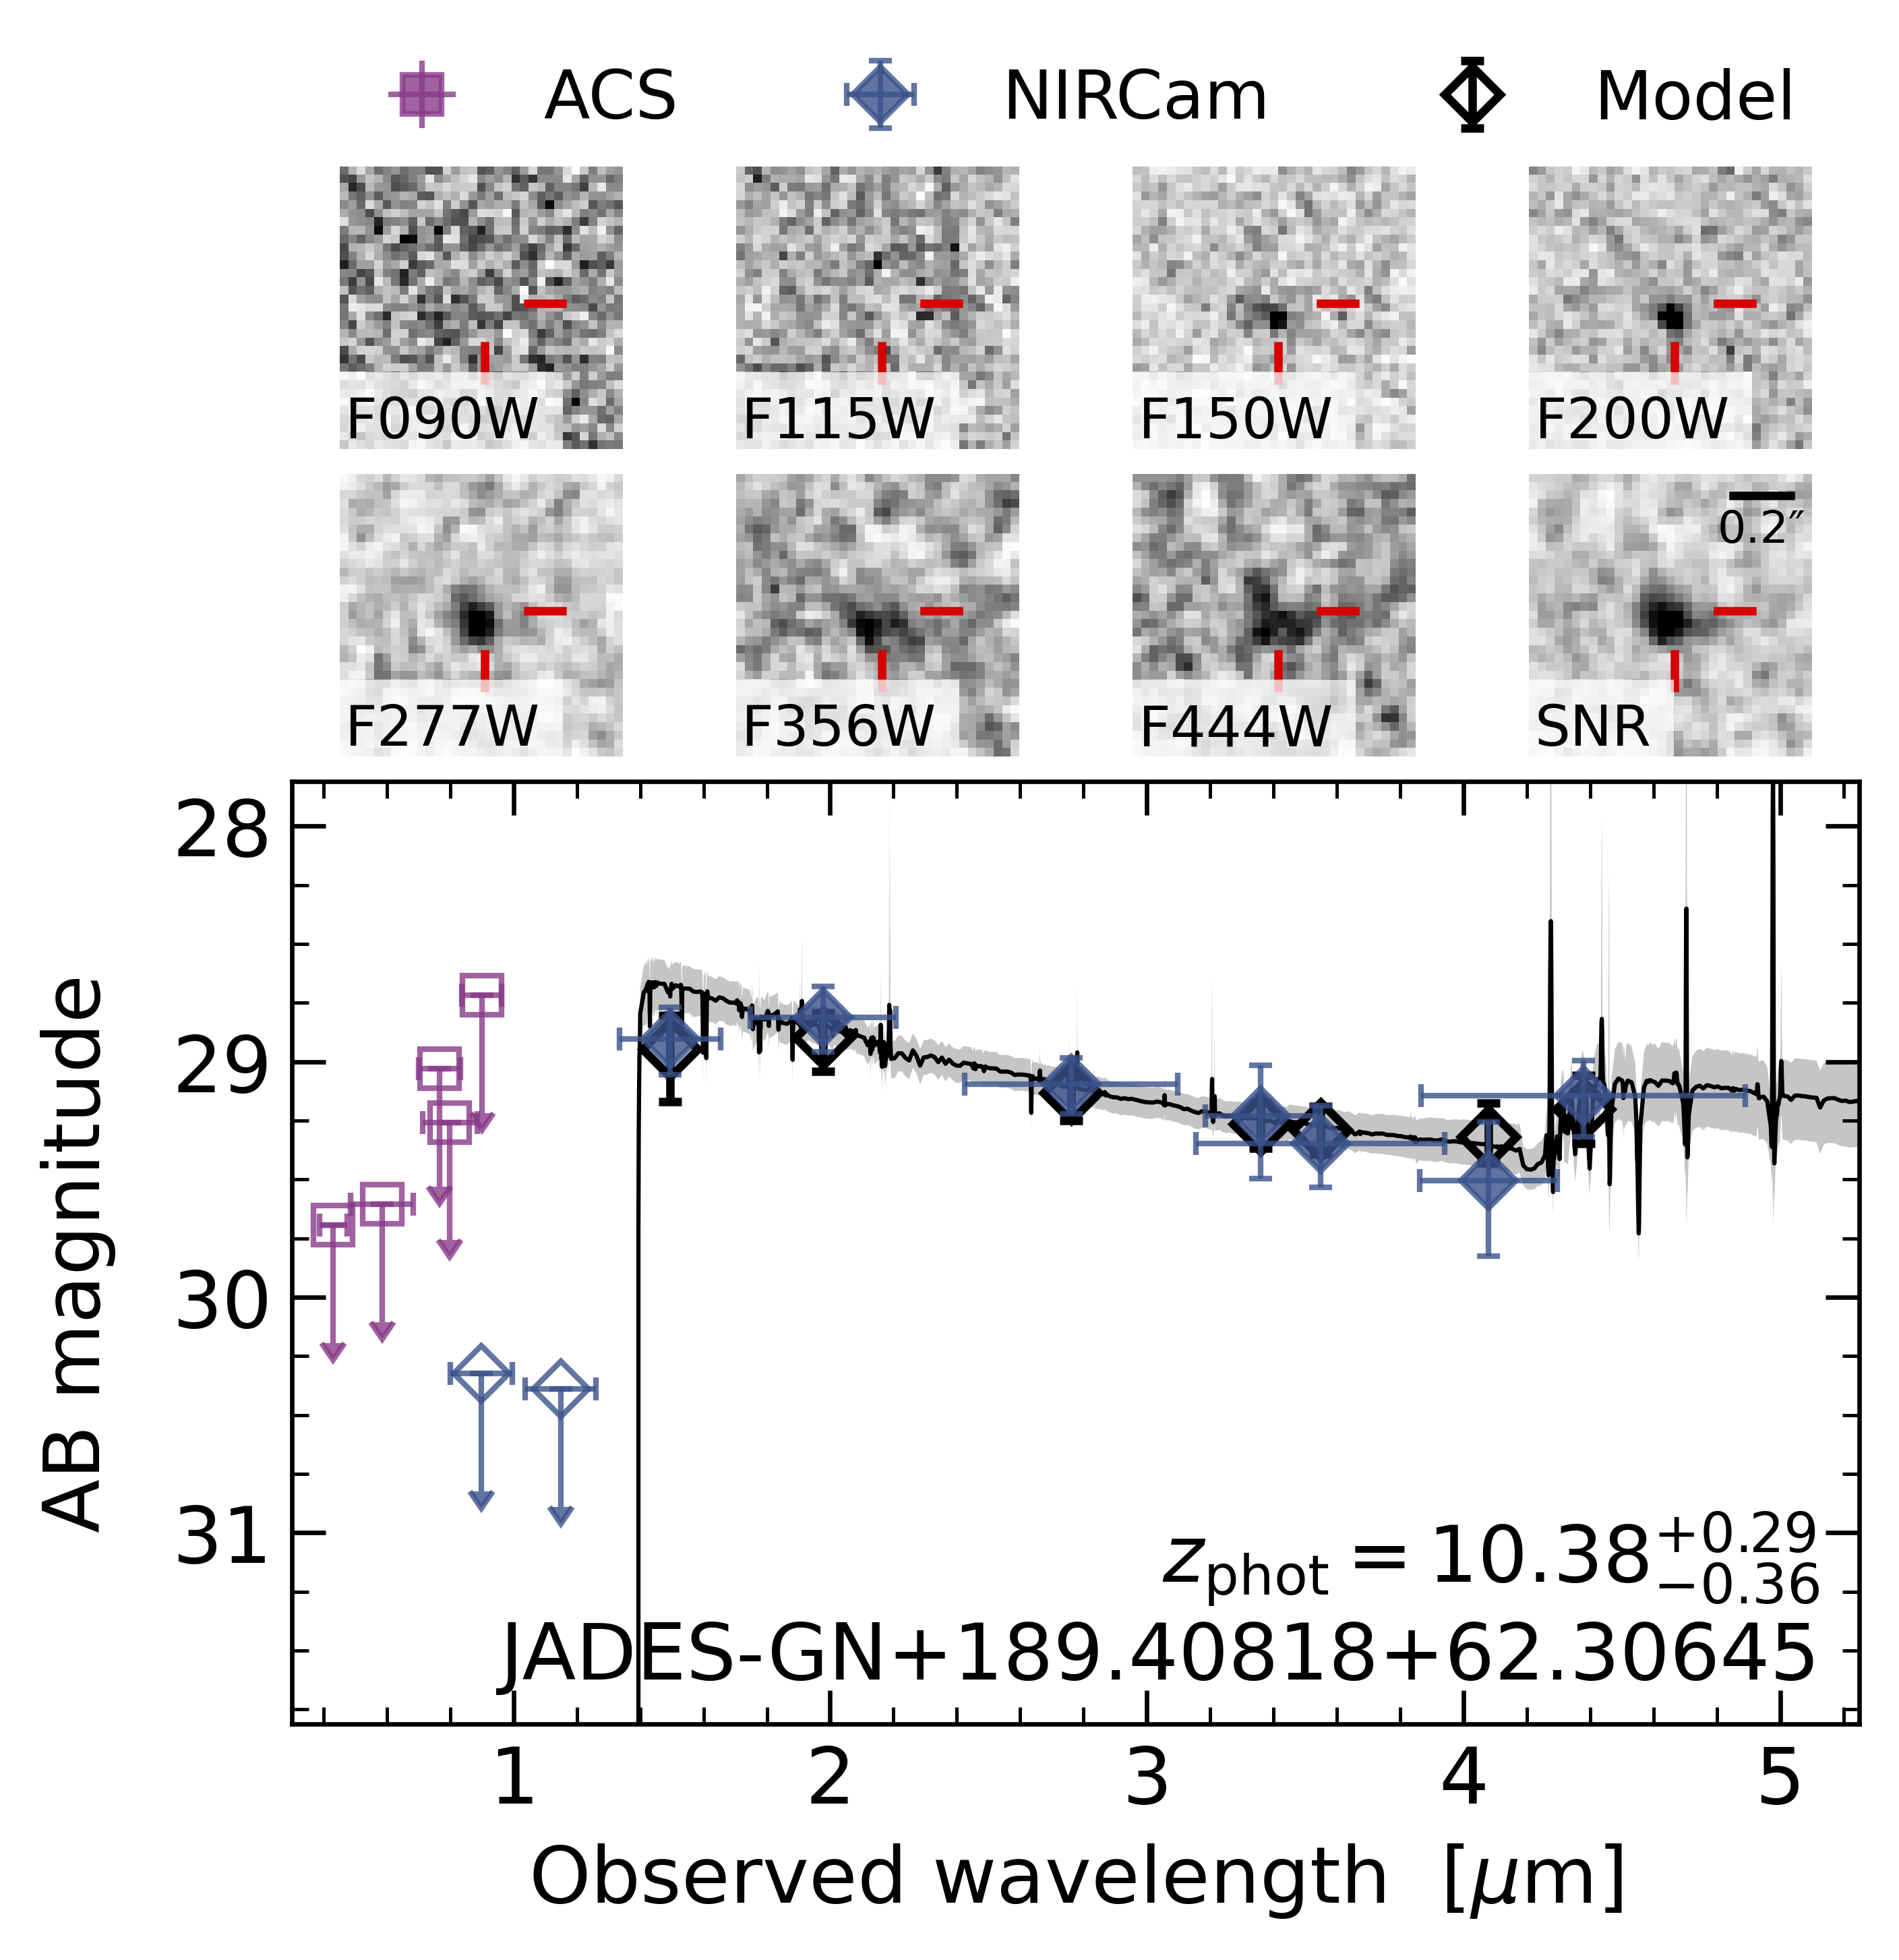 ACS NIRCam Model
F090W F115W F150W F200W
0.2″
F277W F356W F444W SNR
28
29
30
31
AB magnitude
z_phot = 10.38^{+0.29}_{−0.36}
JADES-GN+189.40818+62.30645
1 2 3 4 5
Observed wavelength [μm]